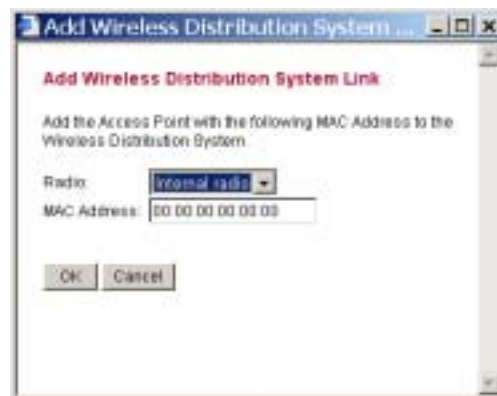 Add Wireless Distribution System ...
Add Wireless Distribution System Link
Add the Access Point with the following MAC Address to the
Wireless Distribution System.
Radio: Internal radio
MAC Address: 00:00:00:00:00:00
OK Cancel